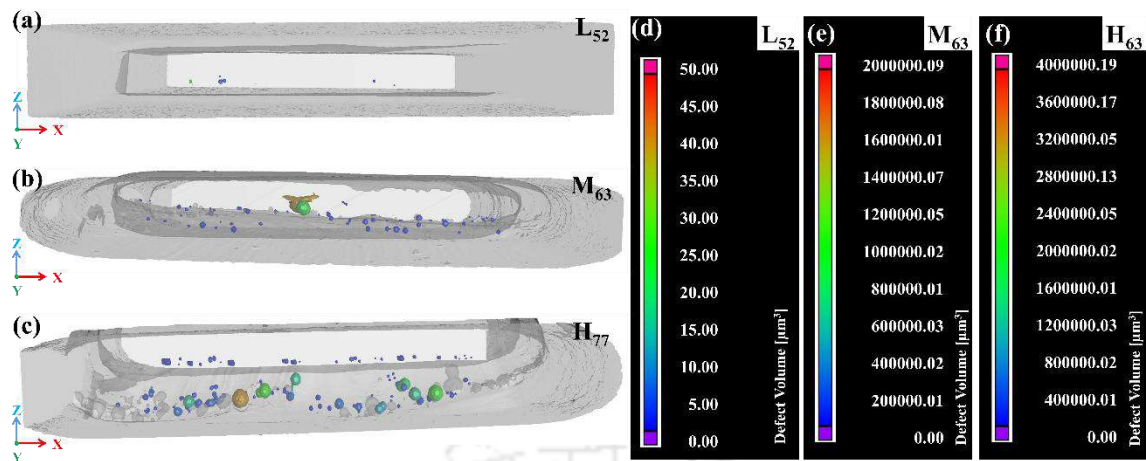 (a)
L52
Z
Y
X
(b)
M63
Z
Y
X
(c)
H77
Z
Y
X
(d)
L52
50.00
45.00
40.00
35.00
30.00
25.00
20.00
15.00
10.00
5.00
0.00
Defect Volume [µm³]
(e)
M63
2000000.09
1800000.08
1600000.01
1400000.07
1200000.05
1000000.02
800000.01
600000.03
400000.02
200000.01
0.00
Defect Volume [µm³]
(f)
H63
4000000.19
3600000.17
3200000.05
2800000.13
2400000.05
2000000.02
1600000.01
1200000.03
800000.02
400000.01
0.00
Defect Volume [µm³]